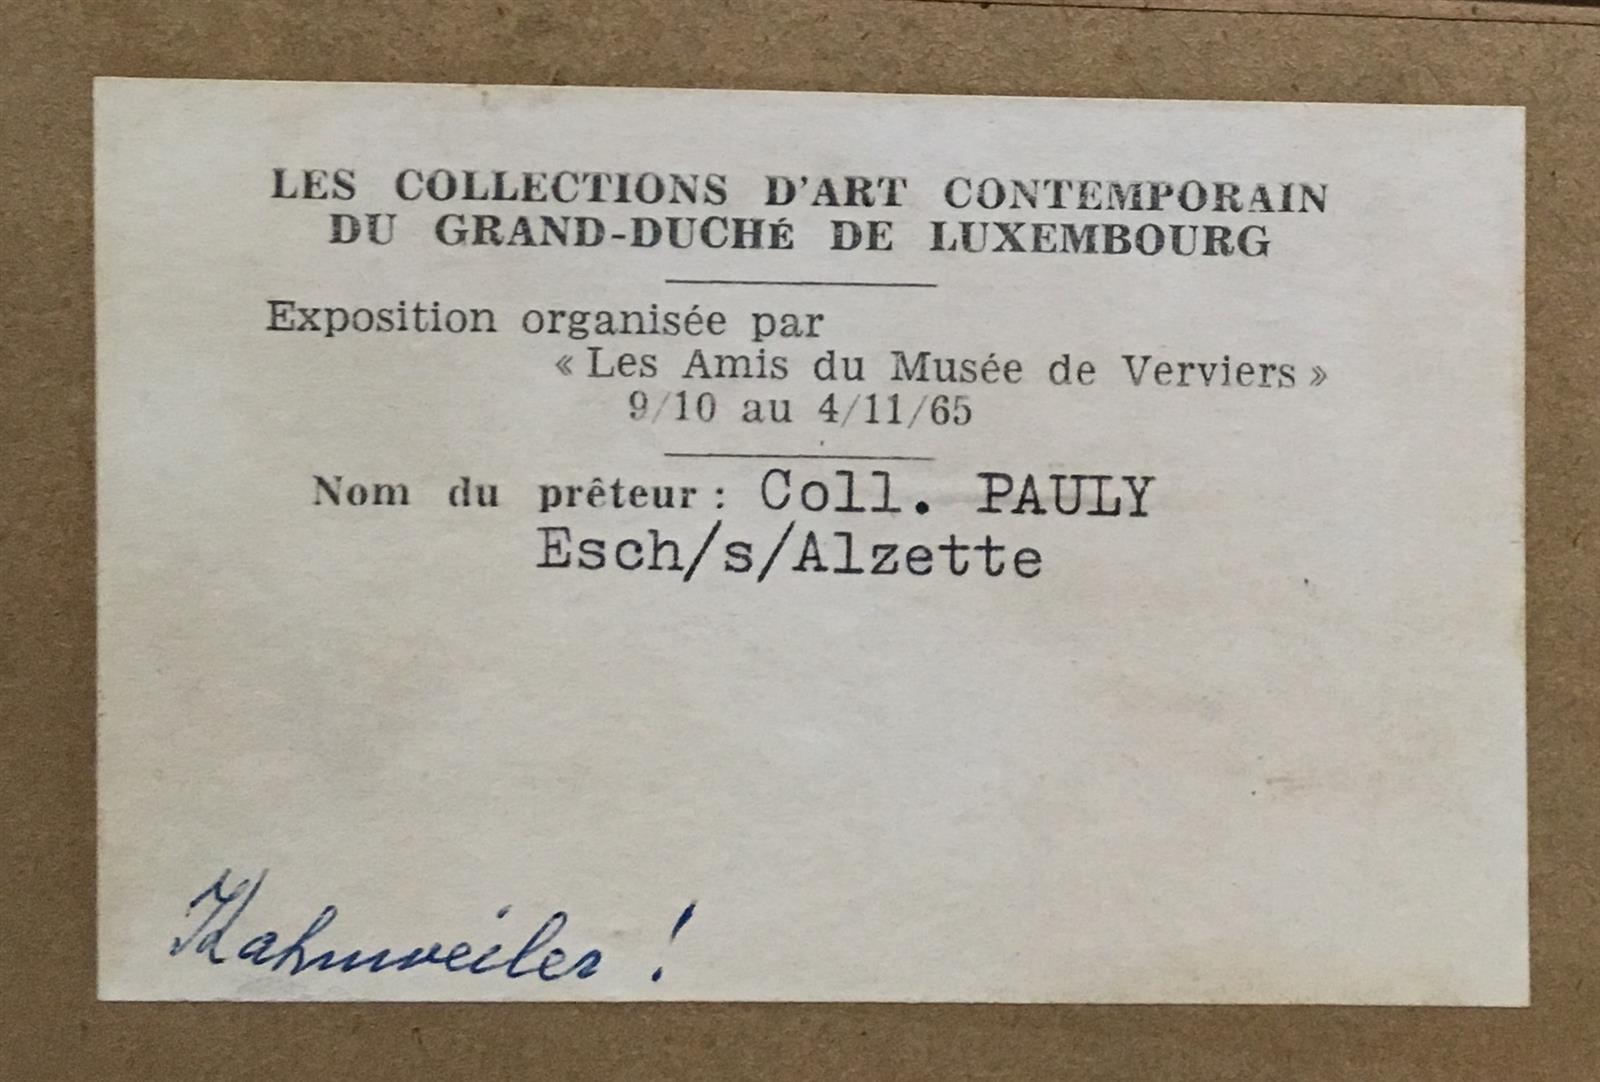 LES COLLECTIONS D'ART CONTEMPORAIN
DU GRAND-DUCHÉ DE LUXEMBOURG
Exposition organisée par
« Les Amis du Musée de Verviers »
9/10 au 4/11/65
Nom du prêteur : Coll. PAULY
Esch/s/Alzette
Kahnweiler !